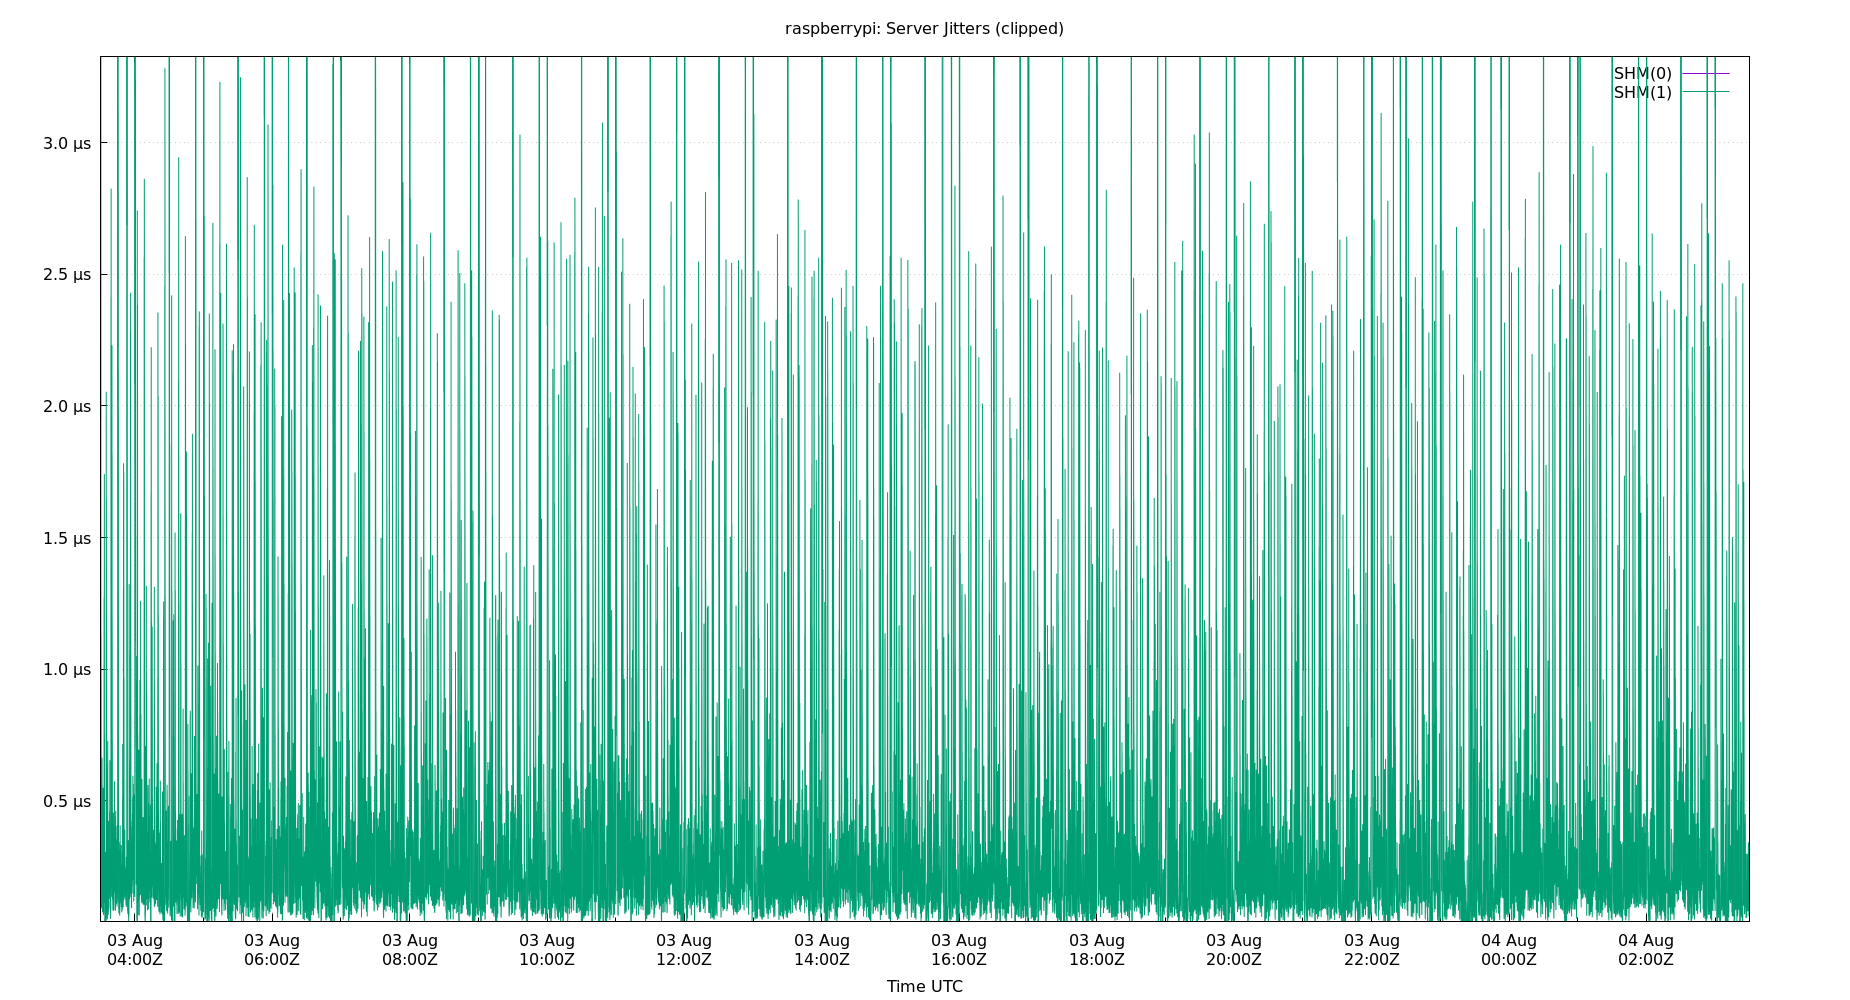 raspberrypi: Server Jitters (clipped)
SHM(0)
SHM(1)
3.0 µs
2.5 µs
2.0 µs
1.5 µs
1.0 µs
0.5 µs
03 Aug 03 Aug 03 Aug 03 Aug 03 Aug 03 Aug 03 Aug 03 Aug 03 Aug 03 Aug 04 Aug 04 Aug
04:00Z 06:00Z 08:00Z 10:00Z 12:00Z 14:00Z 16:00Z 18:00Z 20:00Z 22:00Z 00:00Z 02:00Z
Time UTC